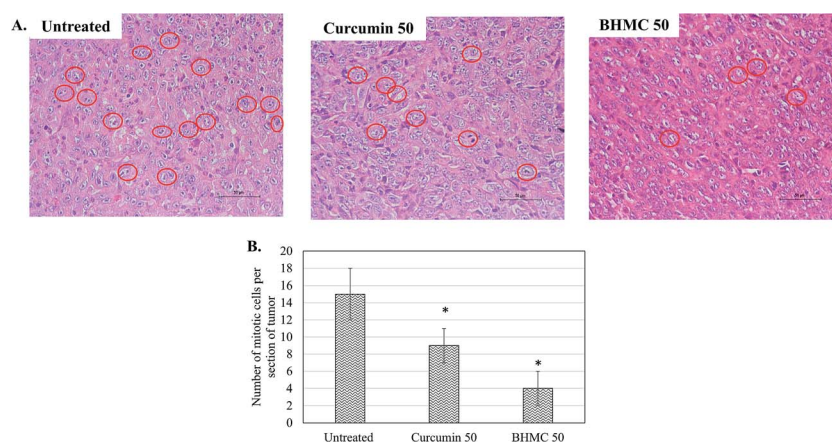 A.
Untreated
Curcumin 50
BHMC 50
B.
Number of mitotic cells per
section of tumor
20
18
16
14
12
10
8
6
4
2
0
*
*
Untreated
Curcumin 50
BHMC 50